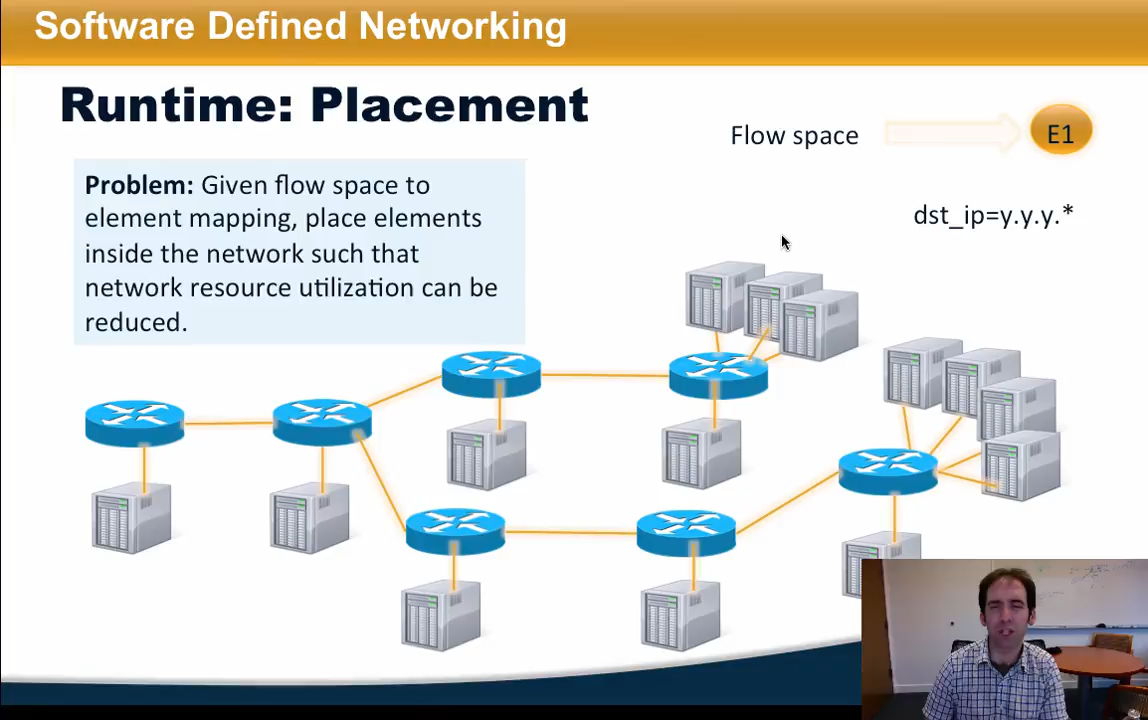 Software Defined Networking
Runtime: Placement
Flow space
E1
Problem: Given flow space to
element mapping, place elements
inside the network such that
network resource utilization can be
reduced.
dst_ip=y.y.y.*